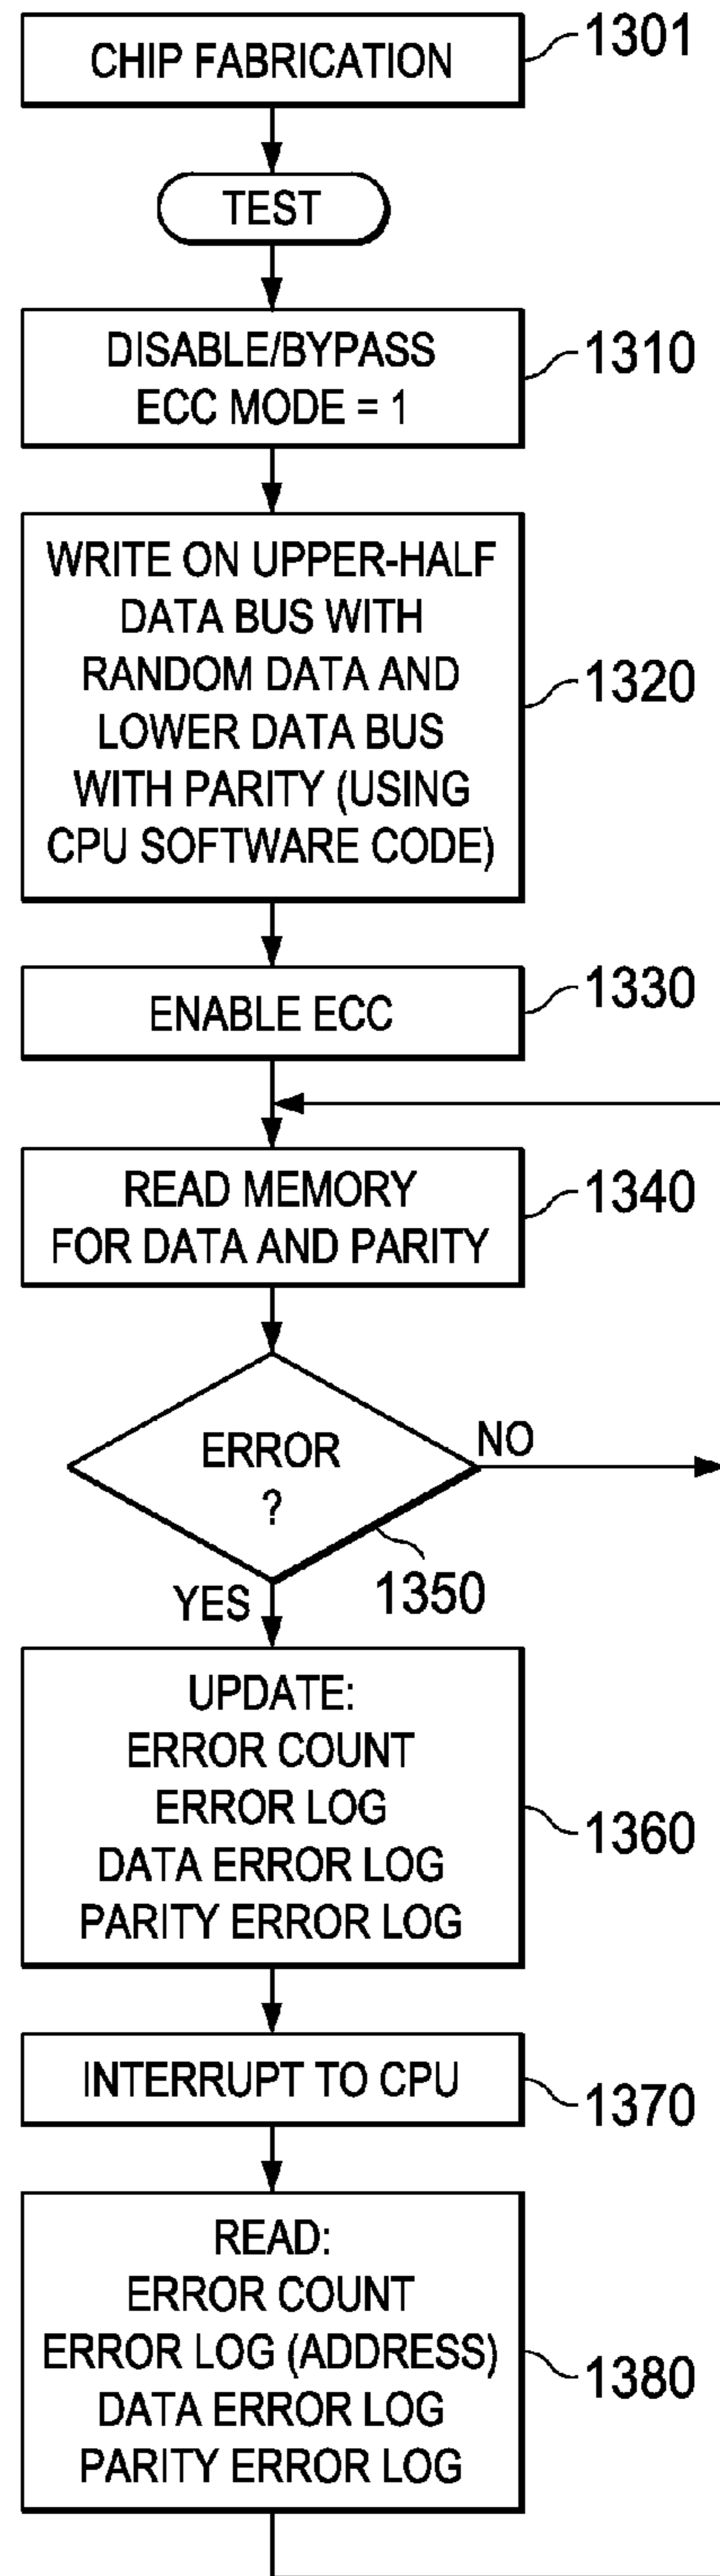 CHIP FABRICATION
1301
TEST
DISABLE/BYPASS
ECC MODE = 1
1310
WRITE ON UPPER-HALF
DATA BUS WITH
RANDOM DATA AND
LOWER DATA BUS
WITH PARITY (USING
CPU SOFTWARE CODE)
1320
ENABLE ECC
1330
READ MEMORY
FOR DATA AND PARITY
1340
ERROR
?
NO
1350
YES
UPDATE:
ERROR COUNT
ERROR LOG
DATA ERROR LOG
PARITY ERROR LOG
1360
INTERRUPT TO CPU
1370
READ:
ERROR COUNT
ERROR LOG (ADDRESS)
DATA ERROR LOG
PARITY ERROR LOG
1380